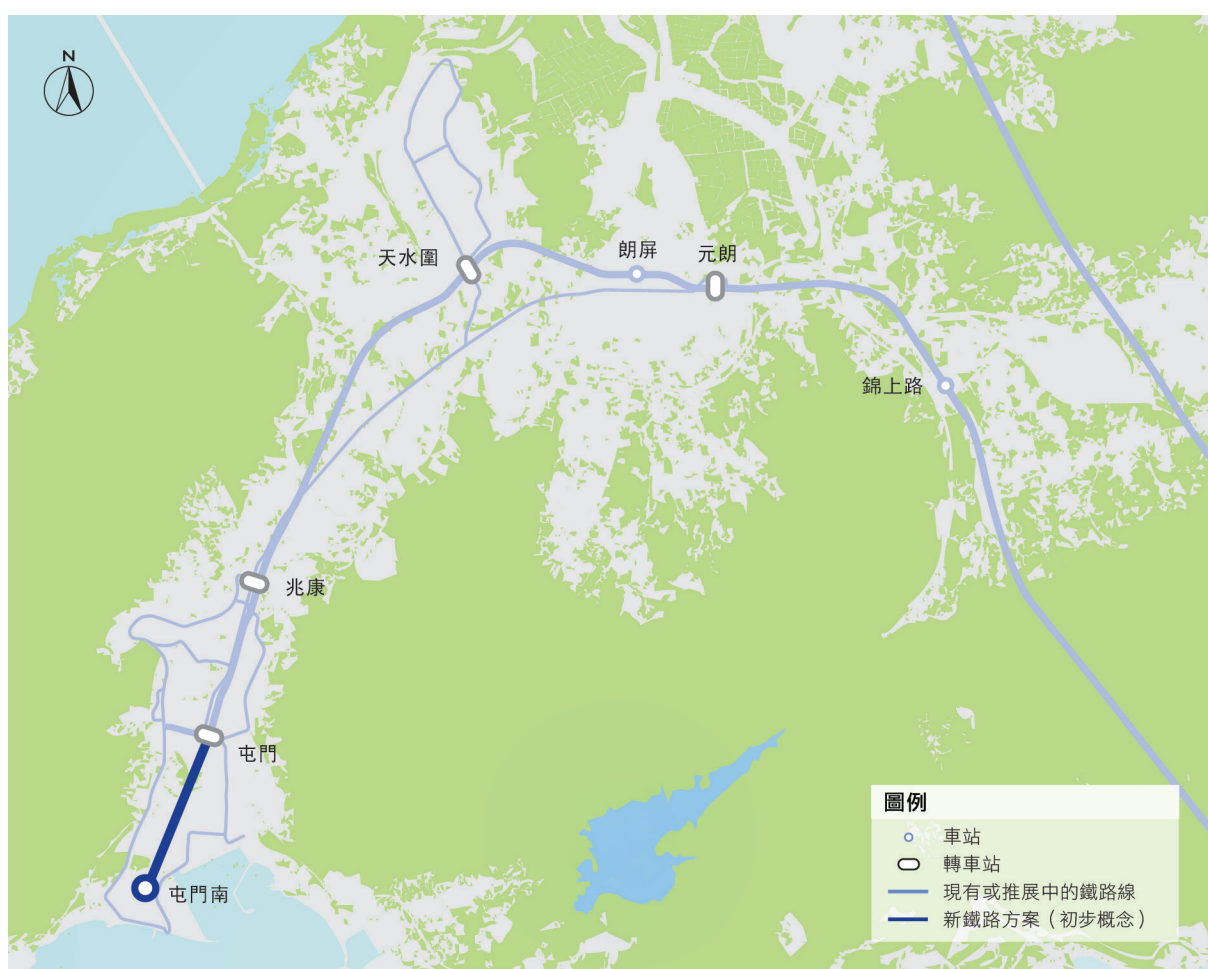 N
天水圍
朗屏
元朗
錦上路
兆康
屯門
屯門南
圖例
車站
轉車站
現有或推展中的鐵路線
新鐵路方案（初步概念）